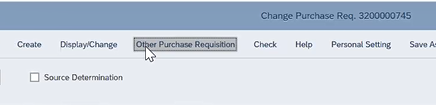 Change Purchase Req. 3200000745
Create Display/Change Other Purchase Requisition Check Help Personal Setting Save As
Source Determination